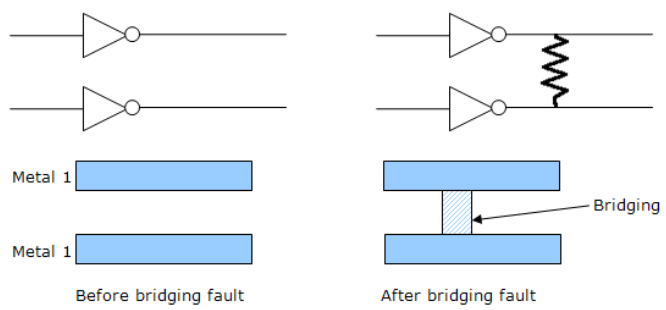 Metal 1
Bridging
Metal 1
Before bridging fault
After bridging fault